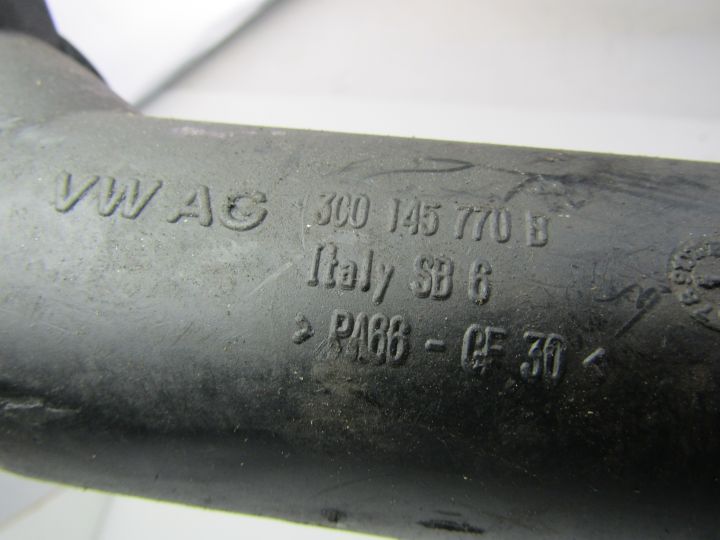 VW AG 3C0 145 770 B
Italy SB 6
> PA66 - GF 30 <